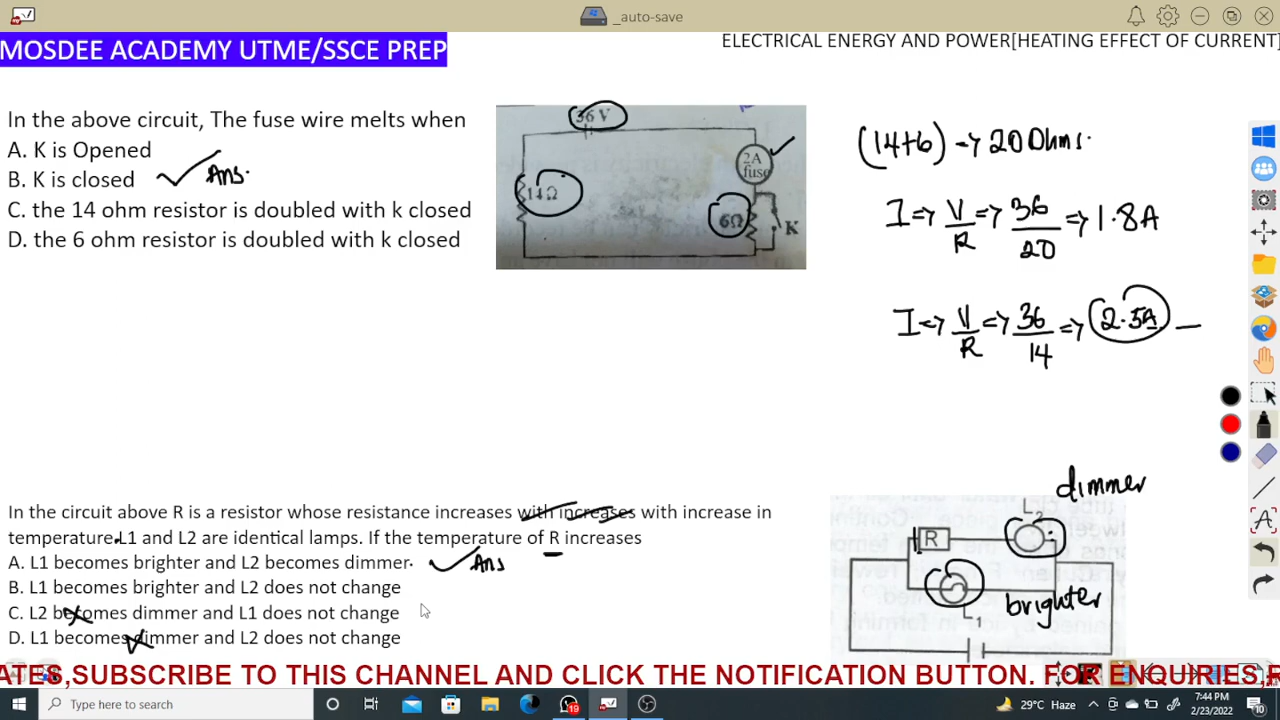 _auto-save
MOSDEE ACADEMY UTME/SSCE PREP
ELECTRICAL ENERGY AND POWER[HEATING EFFECT OF CURRENT]
In the above circuit, The fuse wire melts when
A. K is Opened
B. K is closed Ans.
C. the 14 ohm resistor is doubled with k closed
D. the 6 ohm resistor is doubled with k closed
36 V
2A
fuse
14Ω
6Ω
K
(14+6) => 20 Ohms.
I => V/R => 36/20 => 1.8A
I => V/R => 36/14 => 2.5A
In the circuit above R is a resistor whose resistance increases with increases with increase in
temperature.L1 and L2 are identical lamps. If the temperature of R increases
A. L1 becomes brighter and L2 becomes dimmer. Ans
B. L1 becomes brighter and L2 does not change
C. L2 becomes dimmer and L1 does not change
D. L1 becomes dimmer and L2 does not change
dimmer
L2
R
brighter
L1
ATES,SUBSCRIBE TO THIS CHANNEL AND CLICK THE NOTIFICATION BUTTON. FOR ENQUIRIES,
Type here to search
19
29°C Haze
7:44 PM
2/23/2022
10